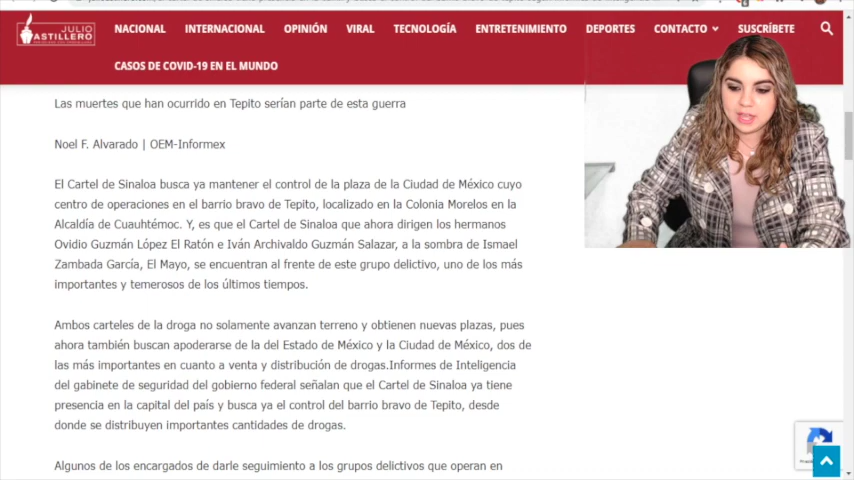 JULIO
ASTILLERO
NACIONAL INTERNACIONAL OPINIÓN VIRAL TECNOLOGÍA ENTRETENIMIENTO DEPORTES CONTACTO SUSCRÍBETE
CASOS DE COVID-19 EN EL MUNDO
Las muertes que han ocurrido en Tepito serían parte de esta guerra
Noel F. Alvarado | OEM-Informex
El Cartel de Sinaloa busca ya mantener el control de la plaza de la Ciudad de México cuyo
centro de operaciones en el barrio bravo de Tepito, localizado en la Colonia Morelos en la
Alcaldía de Cuauhtémoc. Y, es que el Cartel de Sinaloa que ahora dirigen los hermanos
Ovidio Guzmán López El Ratón e Iván Archivaldo Guzmán Salazar, a la sombra de Ismael
Zambada García, El Mayo, se encuentran al frente de este grupo delictivo, uno de los más
importantes y temerosos de los últimos tiempos.
Ambos carteles de la droga no solamente avanzan terreno y obtienen nuevas plazas, pues
ahora también buscan apoderarse de la del Estado de México y la Ciudad de México, dos de
las más importantes en cuanto a venta y distribución de drogas.Informes de Inteligencia
del gabinete de seguridad del gobierno federal señalan que el Cartel de Sinaloa ya tiene
presencia en la capital del país y busca ya el control del barrio bravo de Tepito, desde
donde se distribuyen importantes cantidades de drogas.
Algunos de los encargados de darle seguimiento a los grupos delictivos que operan en